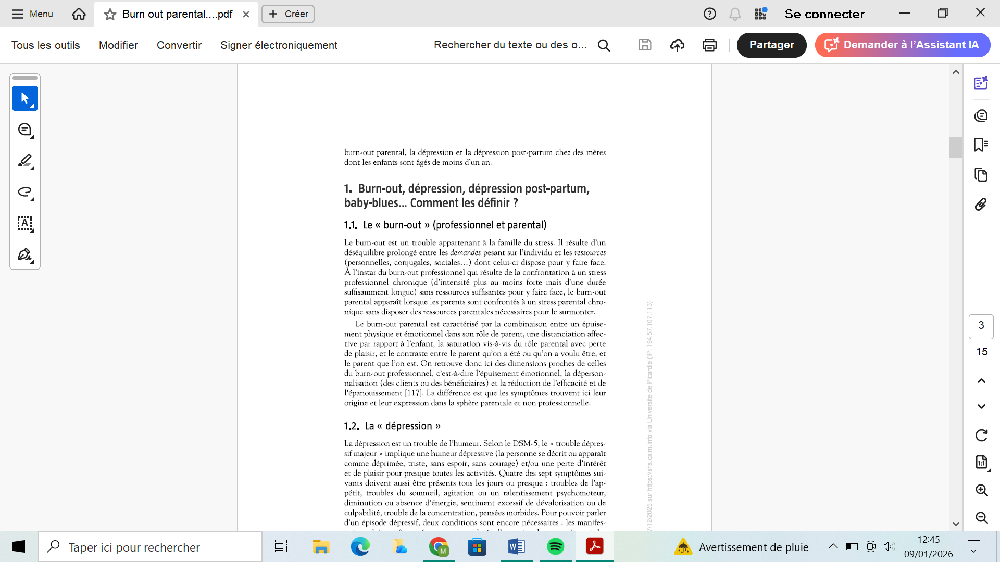 Menu
Burn out parental....pdf
Créer
Se connecter
Tous les outils
Modifier
Convertir
Signer électroniquement
Rechercher du texte ou des o...
Partager
Demander à l'Assistant IA
burn-out parental, la dépression et la dépression post-partum chez des mères
dont les enfants sont âgés de moins d'un an.
1. Burn-out, dépression, dépression post-partum,
baby-blues... Comment les définir ?
1.1. Le « burn-out » (professionnel et parental)
Le burn-out est un trouble appartenant à la famille du stress. Il résulte d'un
déséquilibre prolongé entre les demandes pesant sur l'individu et les ressources
(personnelles, conjugales, sociales…) dont celui-ci dispose pour y faire face.
À l'instar du burn-out professionnel qui résulte de la confrontation à un stress
professionnel chronique (d'intensité plus au moins forte mais d'une durée
suffisamment longue) sans ressources suffisantes pour y faire face, le burn-out
parental apparaît lorsque les parents sont confrontés à un stress parental chro-
nique sans disposer des ressources parentales nécessaires pour le surmonter.
Le burn-out parental est caractérisé par la combinaison entre un épuise-
ment physique et émotionnel dans son rôle de parent, une distanciation affec-
tive par rapport à l'enfant, la saturation vis-à-vis du rôle parental avec perte
de plaisir, et le contraste entre le parent qu'on a été ou qu'on a voulu être, et
le parent que l'on est. On retrouve donc ici des dimensions proches de celles
du burn-out professionnel, c'est-à-dire l'épuisement émotionnel, la déperson-
nalisation (des clients ou des bénéficiaires) et la réduction de l'efficacité et de
l'épanouissement [117]. La différence est que les symptômes trouvent ici leur
origine et leur expression dans la sphère parentale et non professionnelle.
1.2. La « dépression »
La dépression est un trouble de l'humeur. Selon le DSM-5, le « trouble dépres-
sif majeur » implique une humeur dépressive (la personne se décrit ou apparaît
comme déprimée, triste, sans espoir, sans courage) et/ou une perte d'intérêt
et de plaisir pour presque toutes les activités. Quatre des sept symptômes sui-
vants doivent aussi être présents tous les jours ou presque : troubles de l'ap-
pétit, troubles du sommeil, agitation ou un ralentissement psychomoteur,
diminution ou absence d'énergie, sentiment excessif de dévalorisation ou de
culpabilité, trouble de la concentration, pensées morbides. Pour pouvoir parler
d'un épisode dépressif, deux conditions sont encore nécessaires : les manifes-
7/12/2025 sur https://shs.cairn.info via Universite de Picardie (IP: 194.57.107.113)
3
15
1:1
Taper ici pour rechercher
M
Avertissement de pluie
12:45
09/01/2026